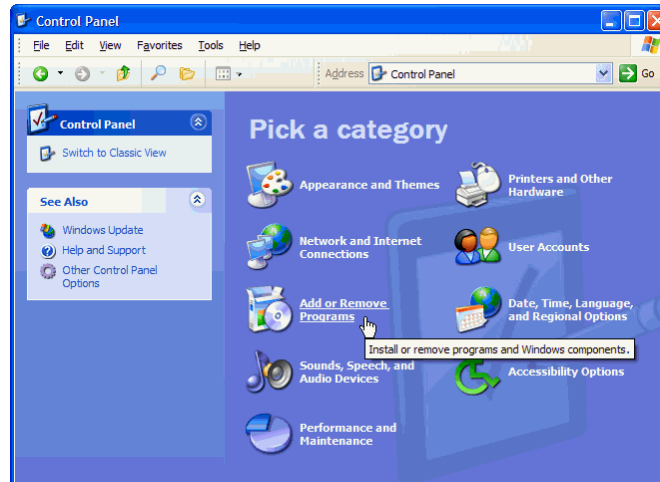 Control Panel
File Edit View Favorites Tools Help
Address Control Panel Go
Control Panel
Switch to Classic View
See Also
Windows Update
Help and Support
Other Control Panel
Options
Pick a category
Appearance and Themes
Printers and Other
Hardware
Network and Internet
Connections
User Accounts
Add or Remove
Programs
Date, Time, Language,
and Regional Options
Install or remove programs and Windows components.
Sounds, Speech, and
Audio Devices
Accessibility Options
Performance and
Maintenance